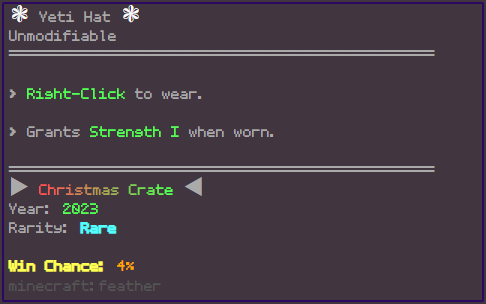 ❃ Yeti Hat ❃
Unmodifiable
> Right-Click to wear.
> Grants Strength I when worn.
▶ Christmas Crate ◀
Year: 2023
Rarity: Rare
Win Chance: 4%
minecraft:feather